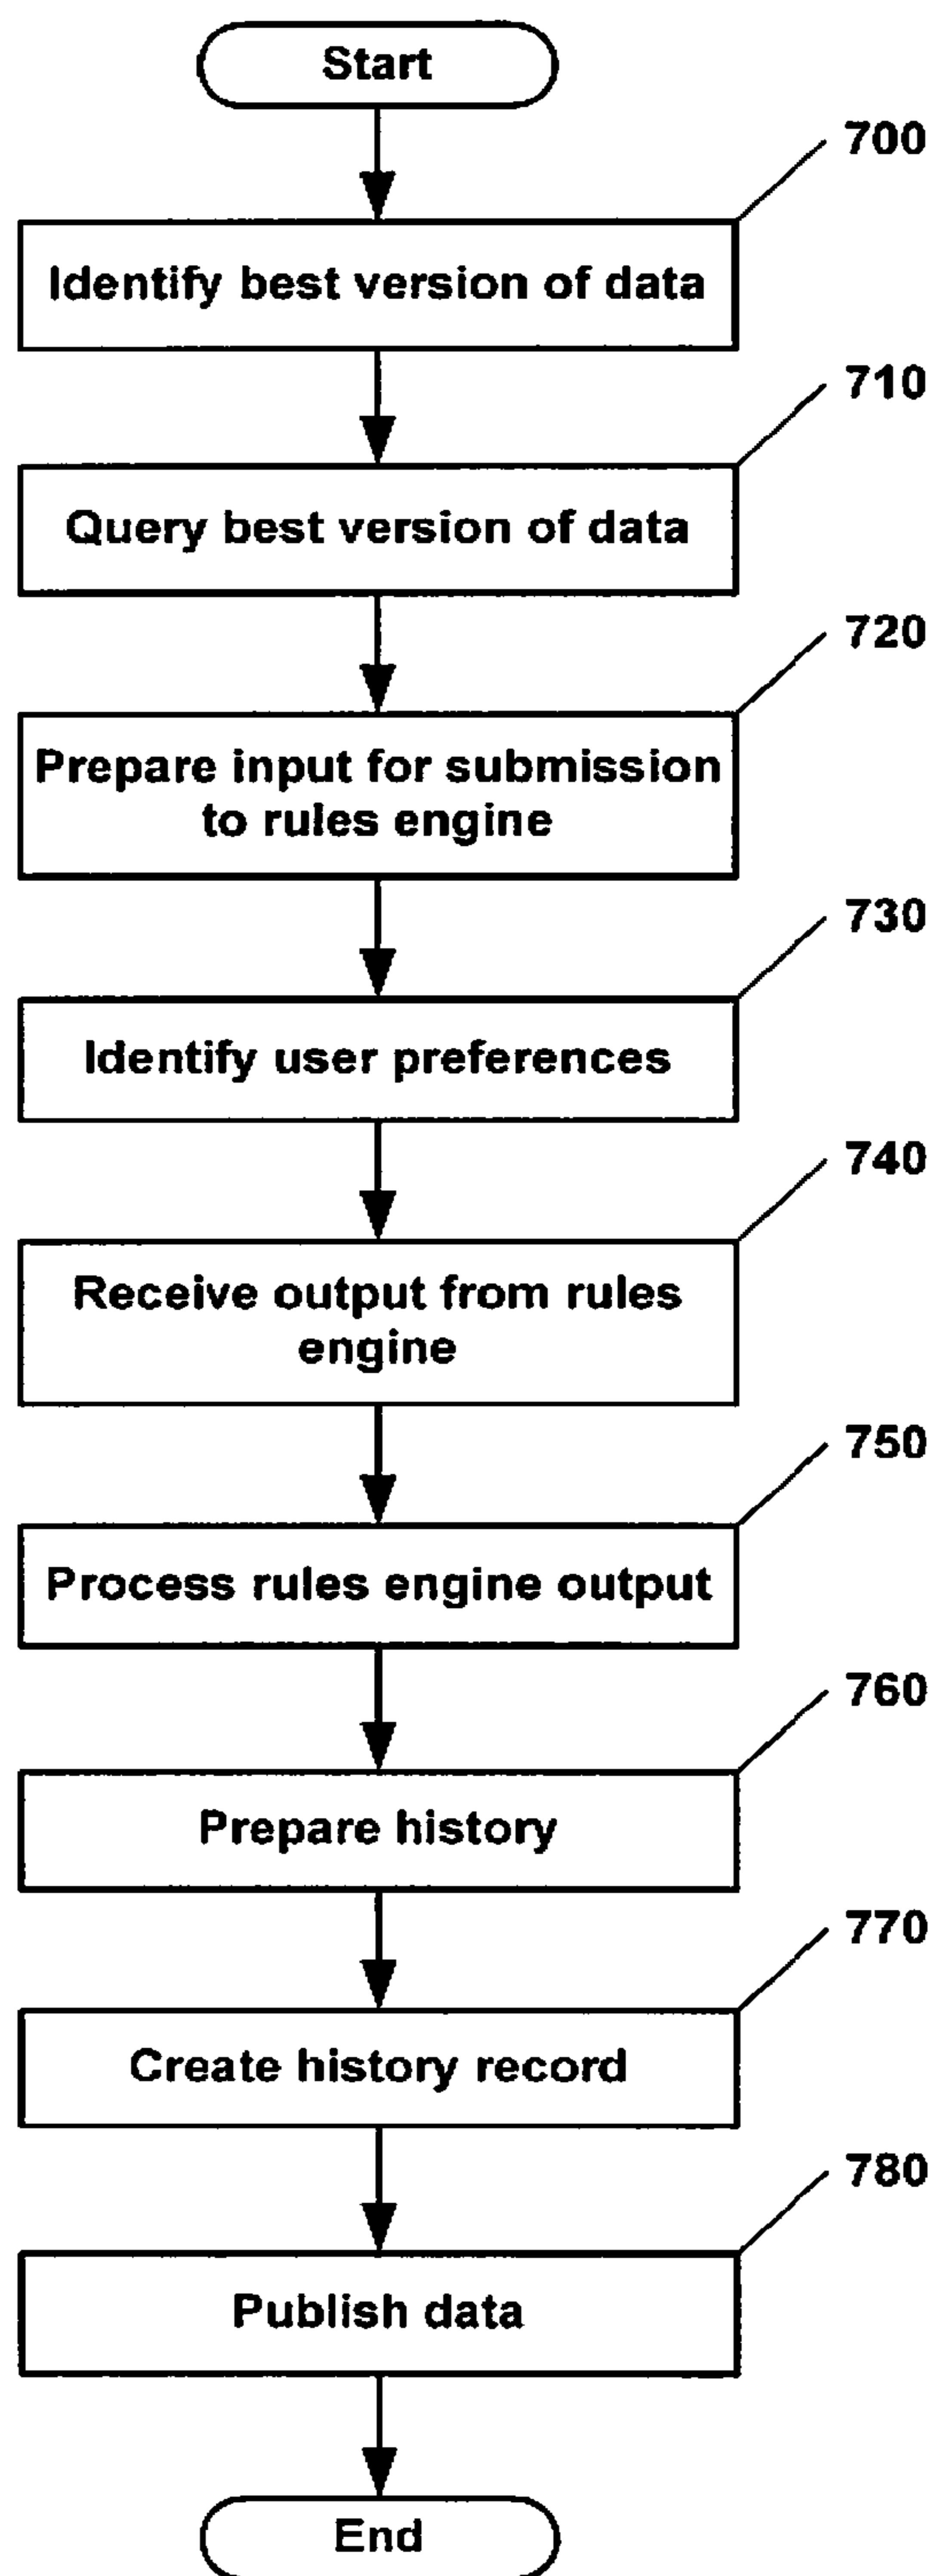 Start
700
Identify best version of data
710
Query best version of data
720
Prepare input for submission
to rules engine
730
Identify user preferences
740
Receive output from rules
engine
750
Process rules engine output
760
Prepare history
770
Create history record
780
Publish data
End